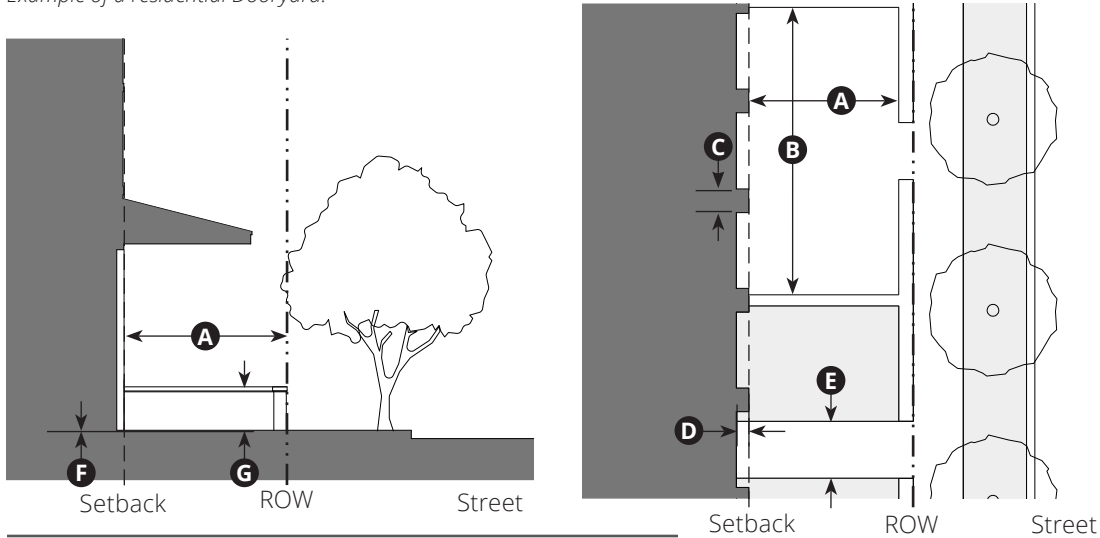 Example of a residential Dooryard.
A
F
G
Setback
ROW
Street
A
B
C
E
D
Setback
ROW
Street